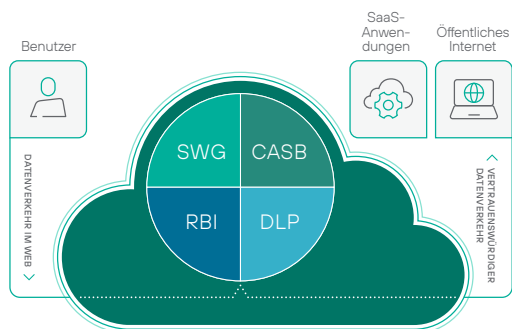 Benutzer
SaaS-
Anwen-
dungen
Öffentliches
Internet
SWG
CASB
RBI
DLP
DATENVERKEHR IM WEB
VERTRAUENSWÜRDIGER
DATENVERKEHR